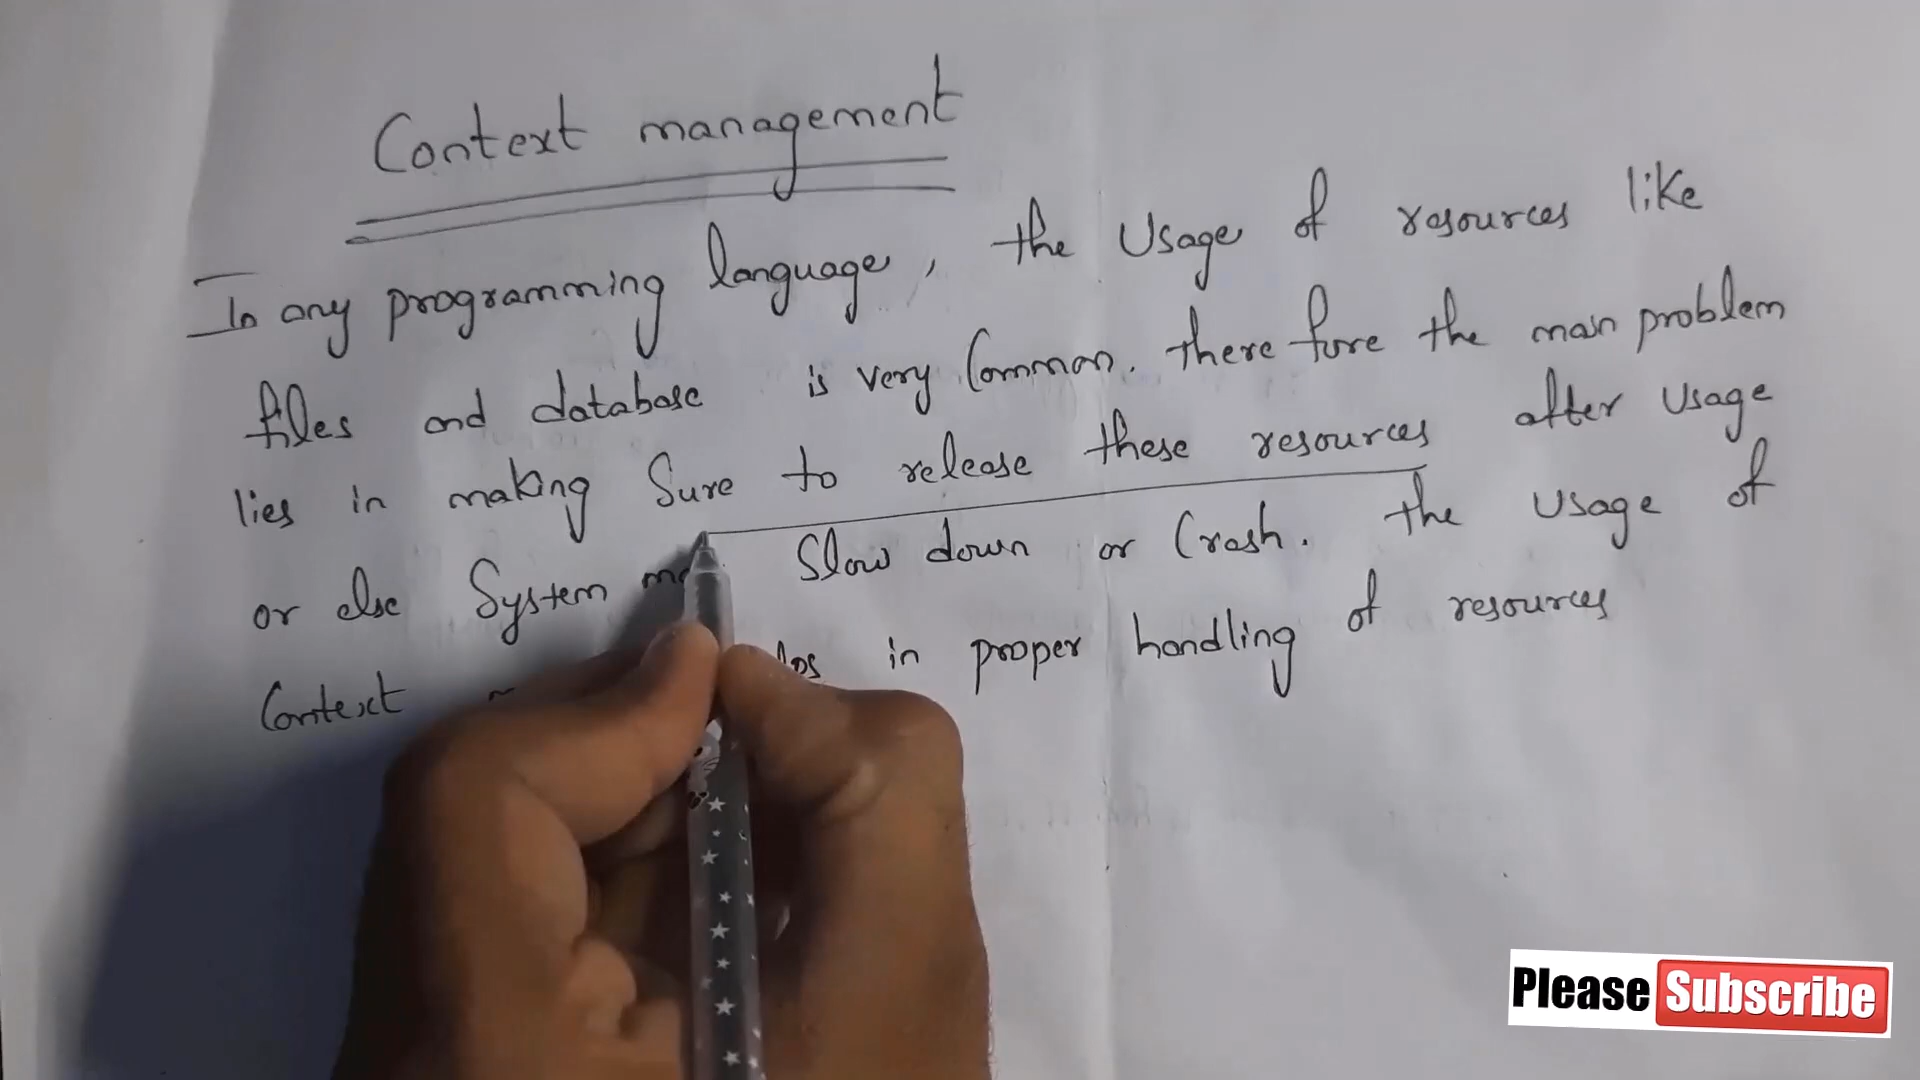 Context management
In any programming language, the Usage of resources like
files and database is very Common. there fore the main problem
lies in making Sure to release these resources after Usage
or else System Slow down or Crash. the Usage of
Context in proper handling of resources
Please Subscribe